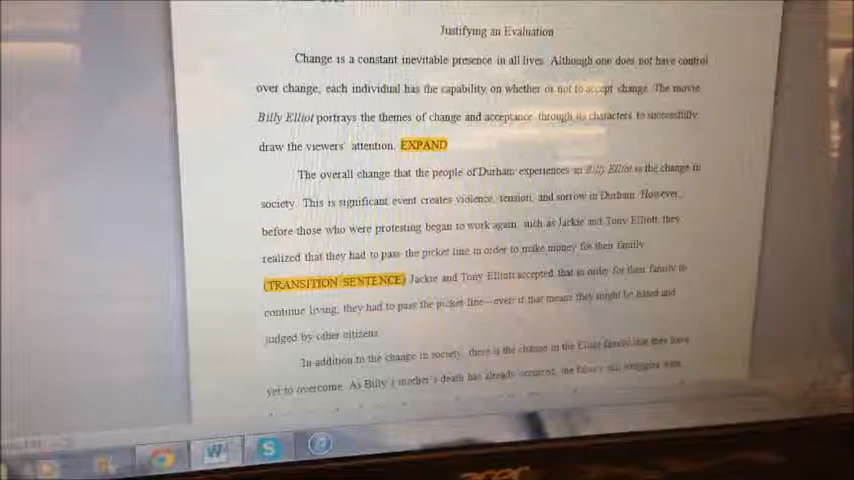 Justifying an Evaluation
Change is a constant inevitable presence in all lives. Although one does not have control
over change, each individual has the capability on whether or not to accept change. The movie
Billy Elliot portrays the themes of change and acceptance through its characters to successfully
draw the viewers' attention. EXPAND
The overall change that the people of Durham experiences in Billy Elliot is the change in
society. This is significant event creates violence, tension, and sorrow in Durham. However,
before those who were protesting began to work again, such as Jackie and Tony Elliott, they
realized that they had to pass the picket line in order to make money for their family
(TRANSITION SENTENCE) Jackie and Tony Elliott accepted that in order for their family to
continue living, they had to pass the picket line—even if that means they might be hated and
judged by other citizens.
In addition to the change in society, there is the change in the Elliot family that they have
yet to overcome. As Billy's mother's death has already occurred, the family still struggles with
W
S
acer